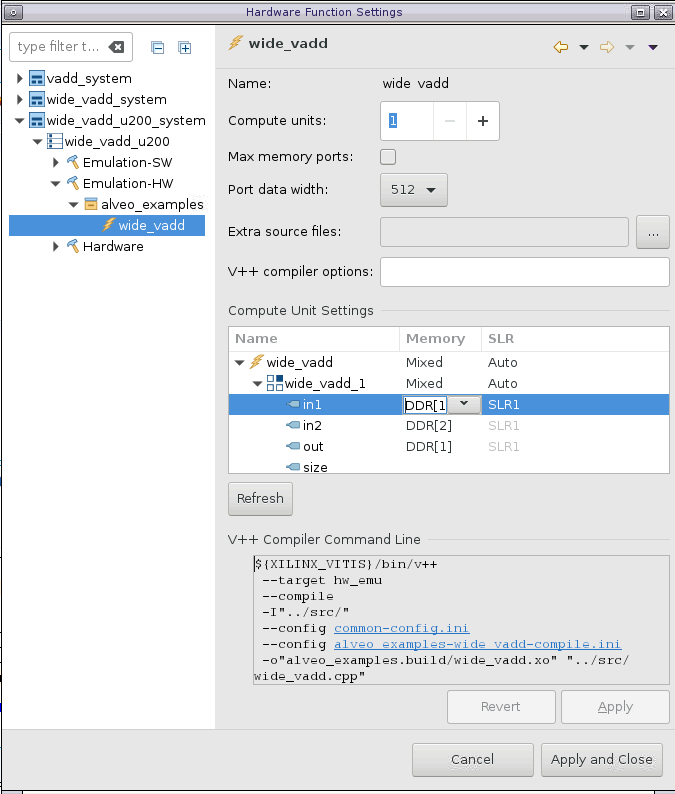 Hardware Function Settings
type filter t...
vadd_system
wide_vadd_system
wide_vadd_u200_system
wide_vadd_u200
Emulation-SW
Emulation-HW
alveo_examples
wide_vadd
Hardware
wide_vadd
Name: wide vadd
Compute units: 1 − +
Max memory ports:
Port data width: 512
Extra source files: ...
V++ compiler options:
Compute Unit Settings
Name Memory SLR
wide_vadd Mixed Auto
wide_vadd_1 Mixed Auto
in1 DDR[1 SLR1
in2 DDR[2] SLR1
out DDR[1] SLR1
size
Refresh
V++ Compiler Command Line
${XILINX_VITIS}/bin/v++
--target hw_emu
--compile
-I"../src/"
--config common-config.ini
--config alveo_examples-wide_vadd-compile.ini
-o"alveo_examples.build/wide_vadd.xo" "../src/
wide_vadd.cpp"
Revert Apply
Cancel Apply and Close